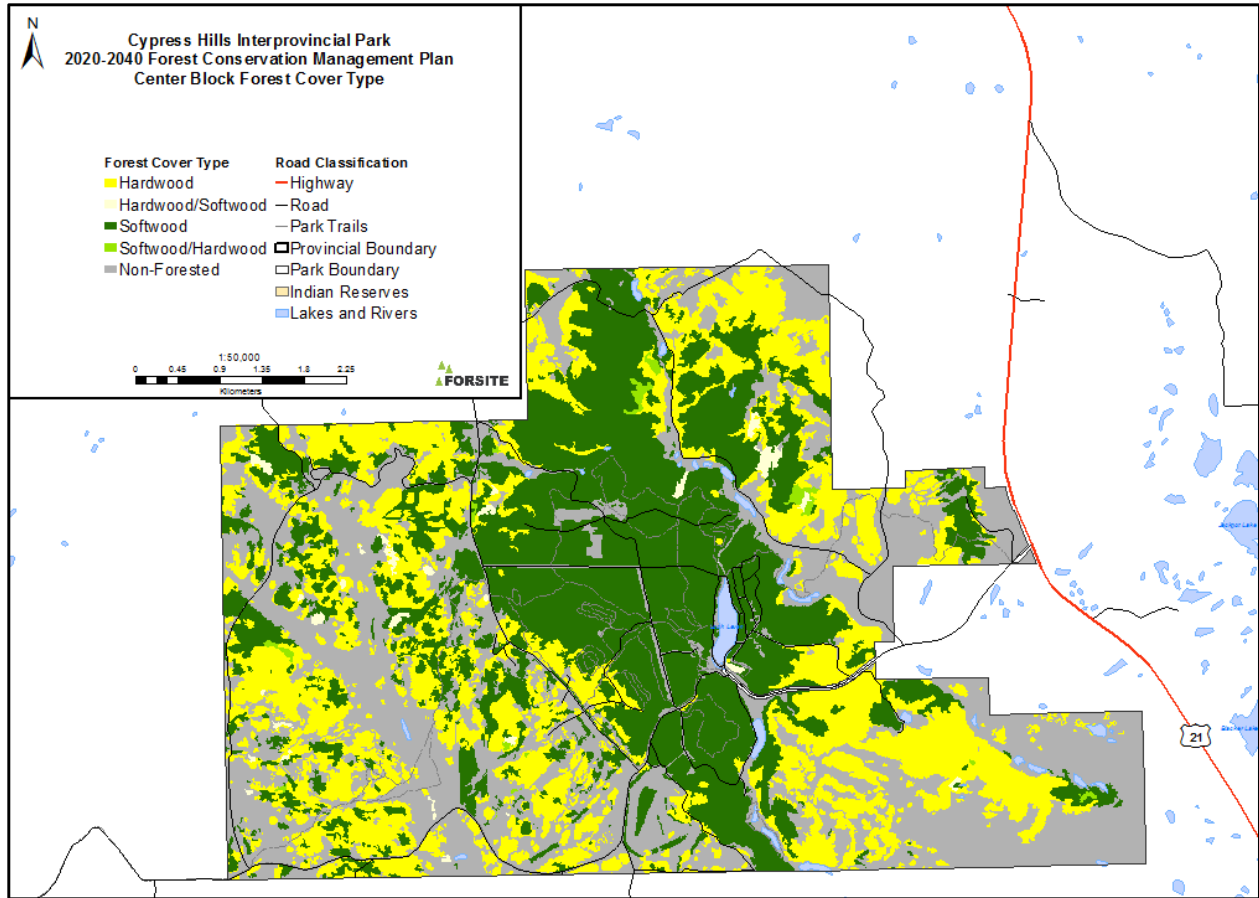 N
Cypress Hills Interprovincial Park
2020-2040 Forest Conservation Management Plan
Center Block Forest Cover Type
Forest Cover Type
Hardwood
Hardwood/Softwood
Softwood
Softwood/Hardwood
Non-Forested
Road Classification
Highway
Road
Park Trails
Provincial Boundary
Park Boundary
Indian Reserves
Lakes and Rivers
1:50,000
0 0.45 0.9 1.35 1.8 2.25
Kilometers
FORSITE
Lake
Lake
21